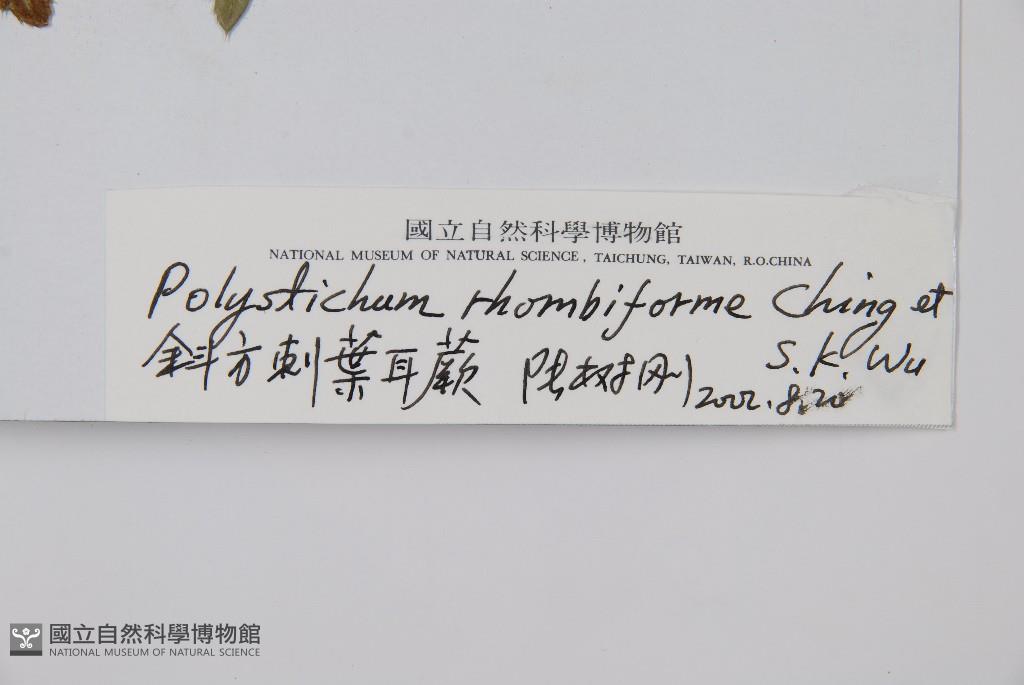 國立自然科學博物館
NATIONAL MUSEUM OF NATURAL SCIENCE, TAICHUNG, TAIWAN, R.O.CHINA
Polystichum rhombiforme Ching et
S. K. Wu
斜方刺葉耳蕨 陳树刚 2002.8.20
國立自然科學博物館
NATIONAL MUSEUM OF NATURAL SCIENCE